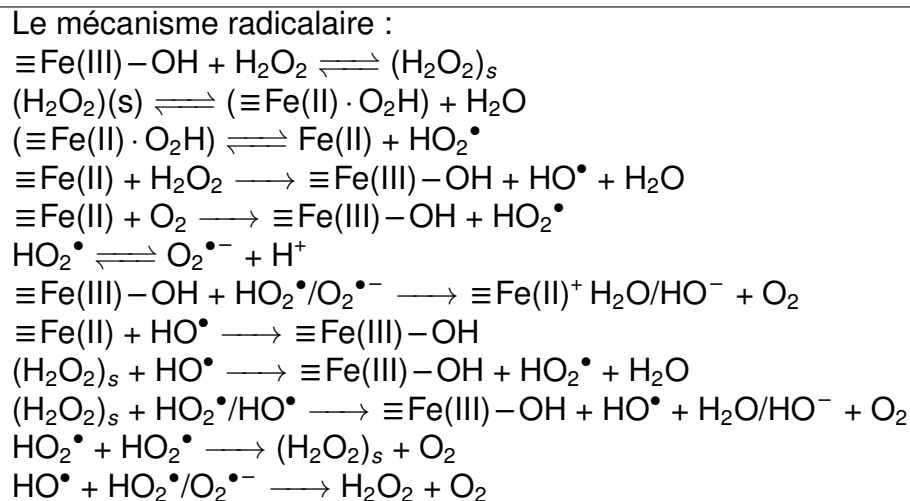 Le mécanisme radicalaire :
≡Fe(III)−OH + H₂O₂ ⇌ (H₂O₂)ₛ
(H₂O₂)(s) ⇌ (≡Fe(II) · O₂H) + H₂O
(≡Fe(II) · O₂H) ⇌ Fe(II) + HO₂•
≡Fe(II) + H₂O₂ ⟶ ≡Fe(III)−OH + HO• + H₂O
≡Fe(II) + O₂ ⟶ ≡Fe(III)−OH + HO₂•
HO₂• ⇌ O₂•⁻ + H⁺
≡Fe(III)−OH + HO₂•/O₂•⁻ ⟶ ≡Fe(II)⁺ H₂O/HO⁻ + O₂
≡Fe(II) + HO• ⟶ ≡Fe(III)−OH
(H₂O₂)ₛ + HO• ⟶ ≡Fe(III)−OH + HO₂• + H₂O
(H₂O₂)ₛ + HO₂•/HO• ⟶ ≡Fe(III)−OH + HO• + H₂O/HO⁻ + O₂
HO₂• + HO₂• ⟶ (H₂O₂)ₛ + O₂
HO• + HO₂•/O₂•⁻ ⟶ H₂O₂ + O₂